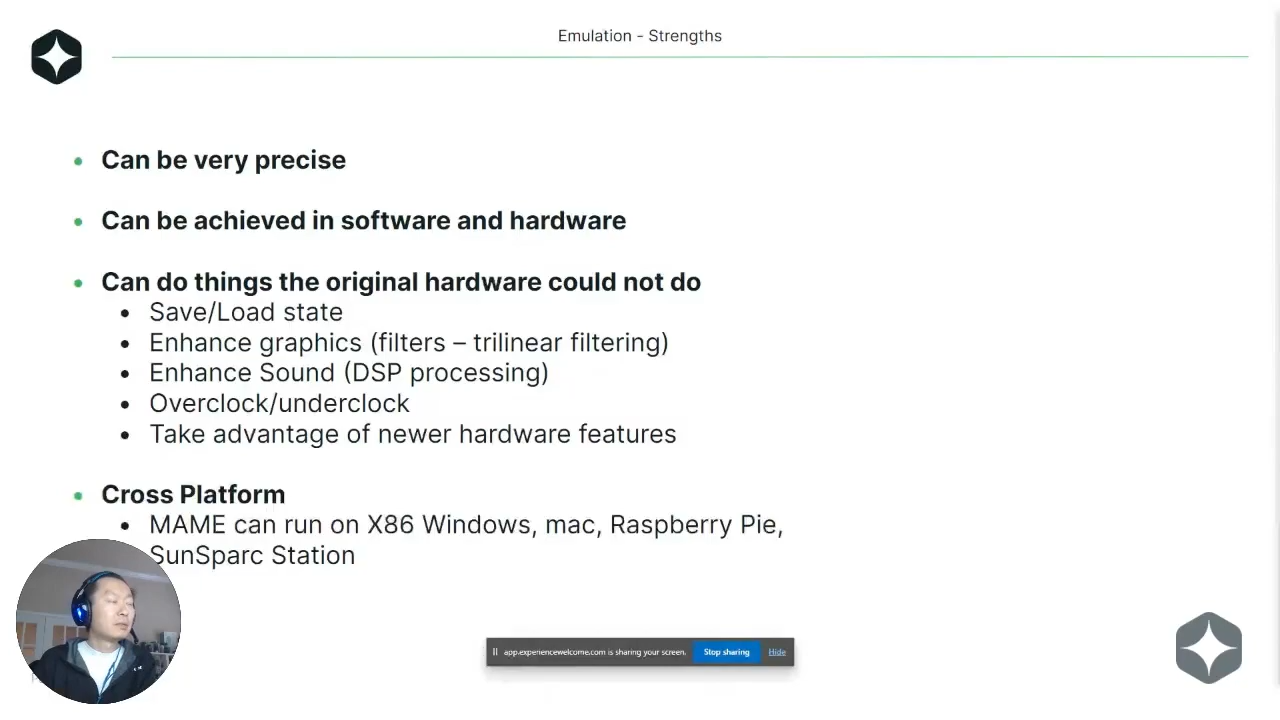 Emulation - Strengths
Can be very precise
Can be achieved in software and hardware
Can do things the original hardware could not do
Save/Load state
Enhance graphics (filters – trilinear filtering)
Enhance Sound (DSP processing)
Overclock/underclock
Take advantage of newer hardware features
Cross Platform
MAME can run on X86 Windows, mac, Raspberry Pie,
SunSparc Station
app.experiencewelcome.com is sharing your screen. Stop sharing Hide